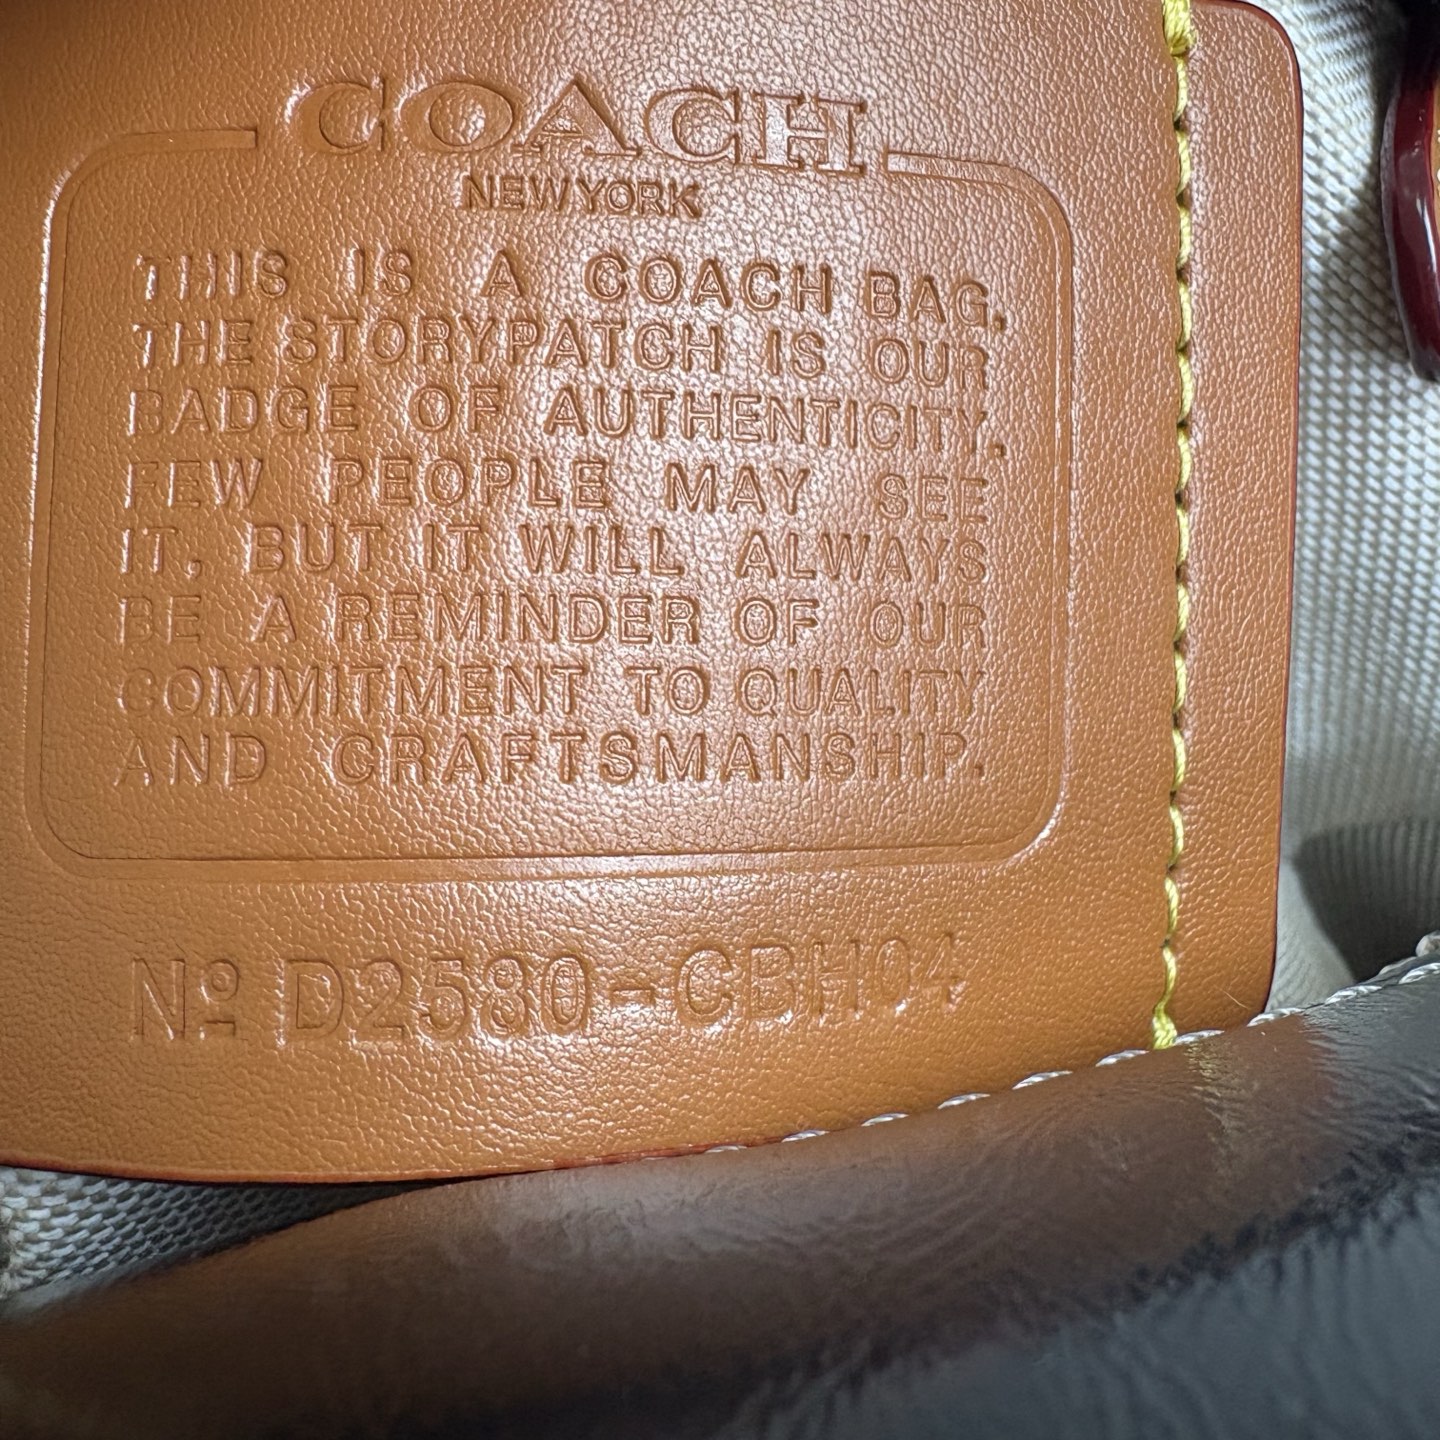 COACH
NEW YORK
THIS IS A COACH BAG.
THE STORYPATCH IS OUR
BADGE OF AUTHENTICITY.
FEW PEOPLE MAY SEE
IT, BUT IT WILL ALWAYS
BE A REMINDER OF OUR
COMMITMENT TO QUALITY
AND CRAFTSMANSHIP.
Nº D2580-CBH04